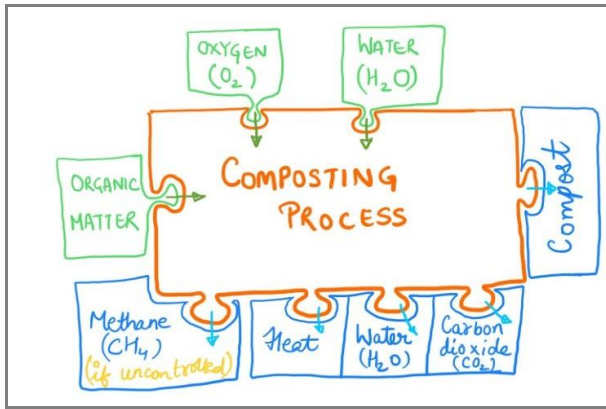 OXYGEN
(O₂)
WATER
(H₂O)
ORGANIC
MATTER
COMPOSTING
PROCESS
Compost
Methane
(CH₄)
(if uncontrolled)
Heat
Water
(H₂O)
Carbon
dioxide
(CO₂)